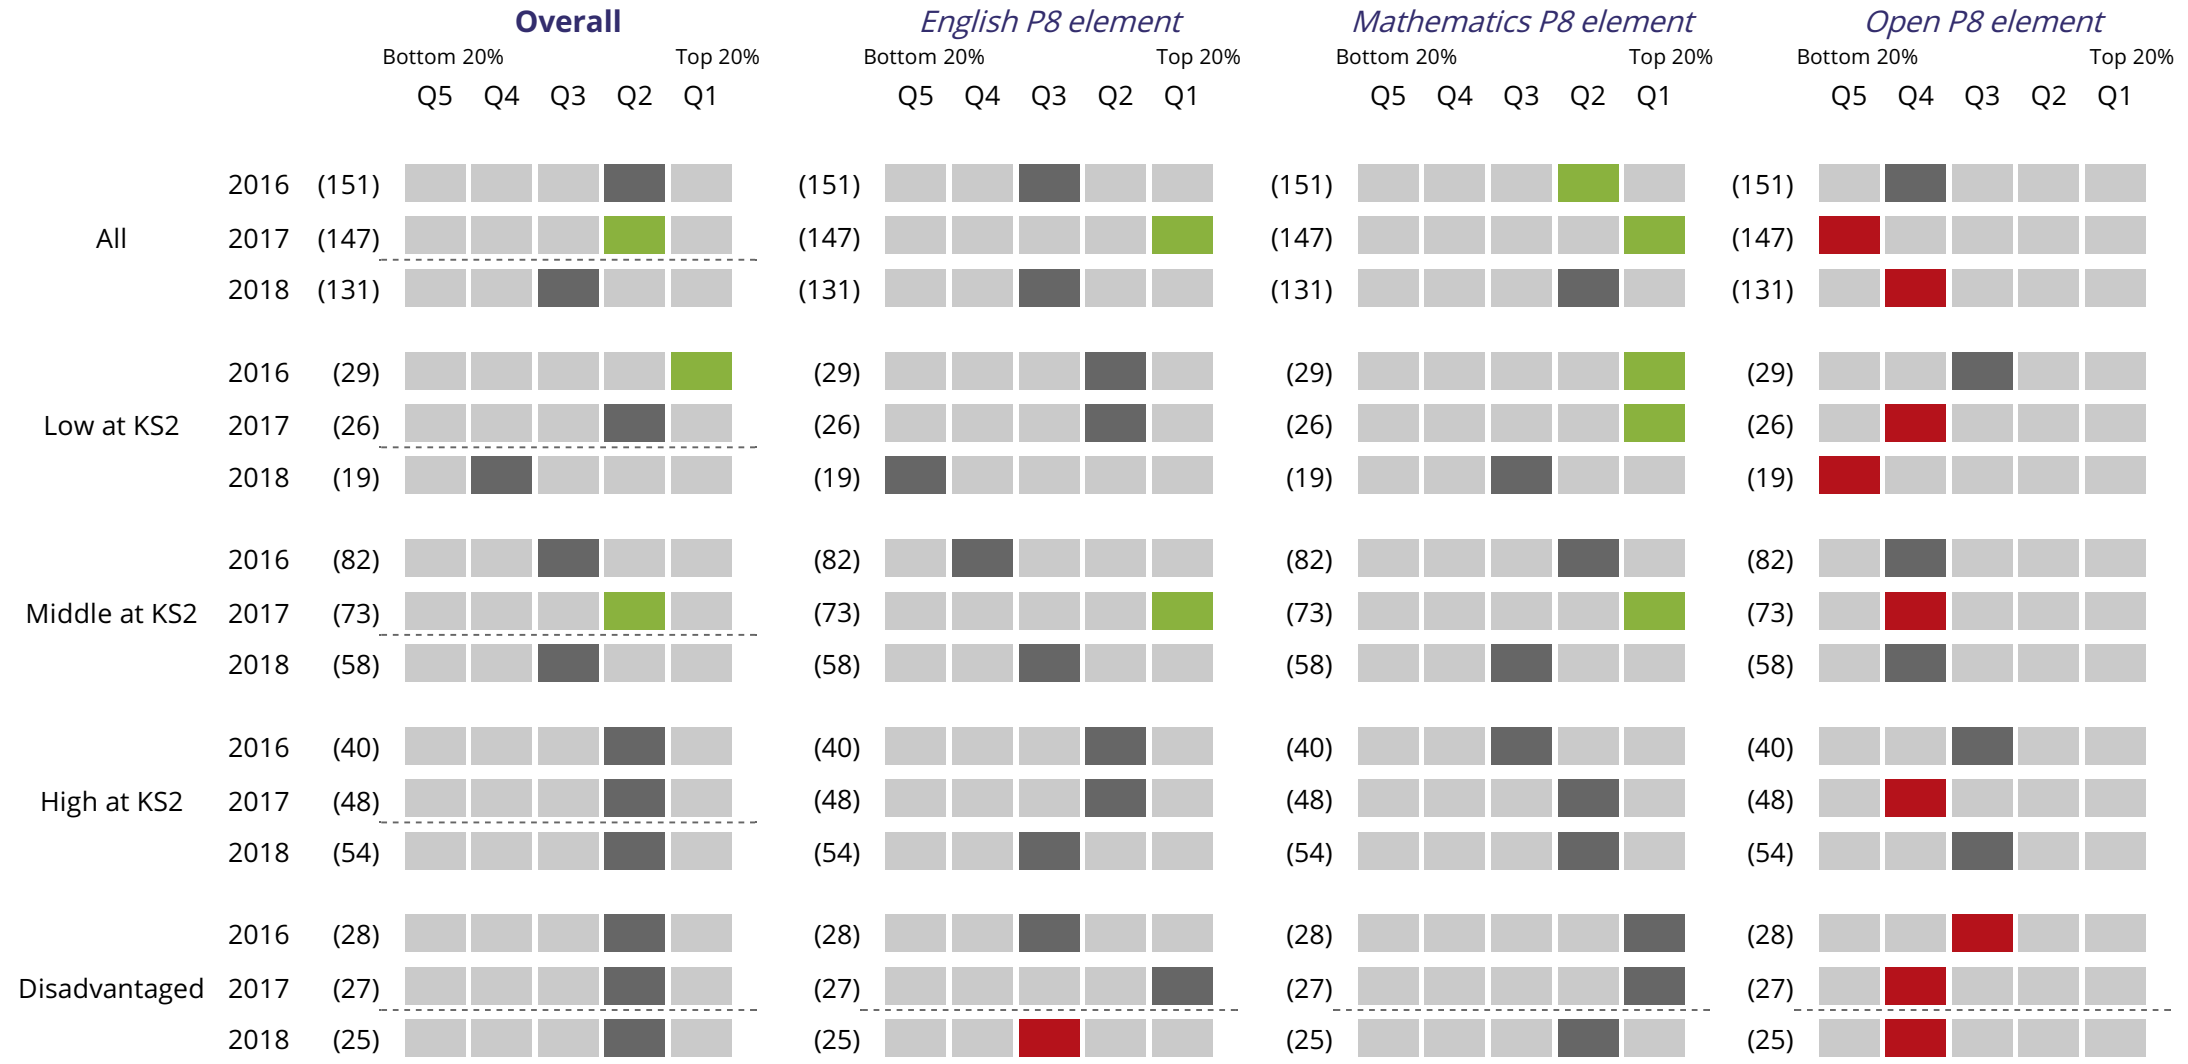 Overall English P8 element Mathematics P8 element Open P8 element
Bottom 20% Top 20% Bottom 20% Top 20% Bottom 20% Top 20% Bottom 20% Top 20%
Q5 Q4 Q3 Q2 Q1 Q5 Q4 Q3 Q2 Q1 Q5 Q4 Q3 Q2 Q1 Q5 Q4 Q3 Q2 Q1
2016 (151) (151) (151) (151)
All 2017 (147) (147) (147) (147)
2018 (131) (131) (131) (131)
2016 (29) (29) (29) (29)
Low at KS2 2017 (26) (26) (26) (26)
2018 (19) (19) (19) (19)
2016 (82) (82) (82) (82)
Middle at KS2 2017 (73) (73) (73) (73)
2018 (58) (58) (58) (58)
2016 (40) (40) (40) (40)
High at KS2 2017 (48) (48) (48) (48)
2018 (54) (54) (54) (54)
2016 (28) (28) (28) (28)
Disadvantaged 2017 (27) (27) (27) (27)
2018 (25) (25) (25) (25)